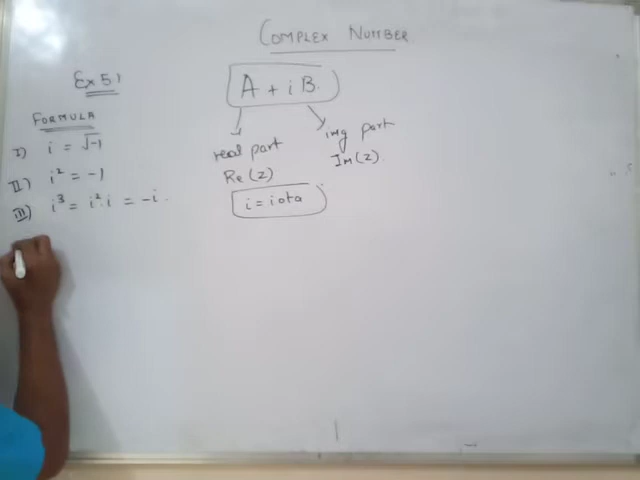 COMPLEX NUMBER
Ex 5.1
A + i B
FORMULA
real part
img part
Re(z)
Im(z)
i = iota
I) i = √-1
II) i² = -1
III) i³ = i².i = -i.